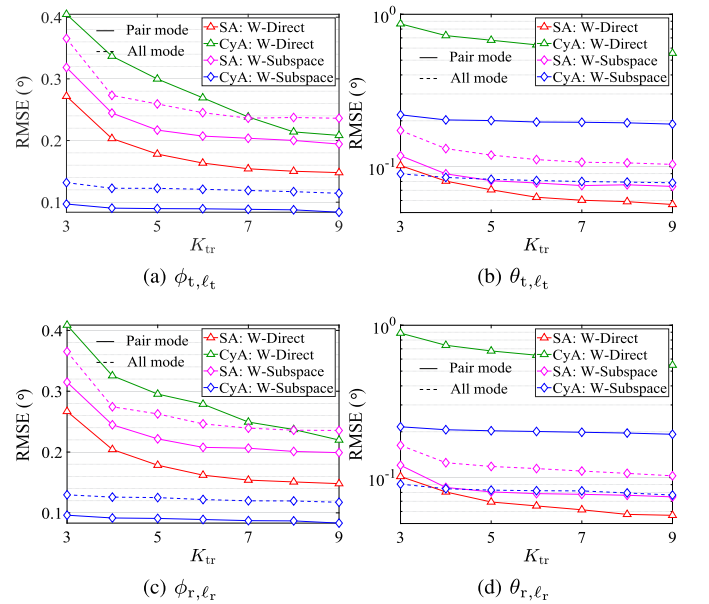 0.4
0.3
0.2
0.1
RMSE (°)
Pair mode
All mode
SA: W-Direct
CyA: W-Direct
SA: W-Subspace
CyA: W-Subspace
3 5 7 9
K_tr
(a) ϕ_t,ℓ_t
10^0
10^-1
RMSE (°)
Pair mode
All mode
SA: W-Direct
CyA: W-Direct
SA: W-Subspace
CyA: W-Subspace
3 5 7 9
K_tr
(b) θ_t,ℓ_t
0.4
0.3
0.2
0.1
RMSE (°)
Pair mode
All mode
SA: W-Direct
CyA: W-Direct
SA: W-Subspace
CyA: W-Subspace
3 5 7 9
K_tr
(c) ϕ_r,ℓ_r
10^0
10^-1
RMSE (°)
Pair mode
All mode
SA: W-Direct
CyA: W-Direct
SA: W-Subspace
CyA: W-Subspace
3 5 7 9
K_tr
(d) θ_r,ℓ_r